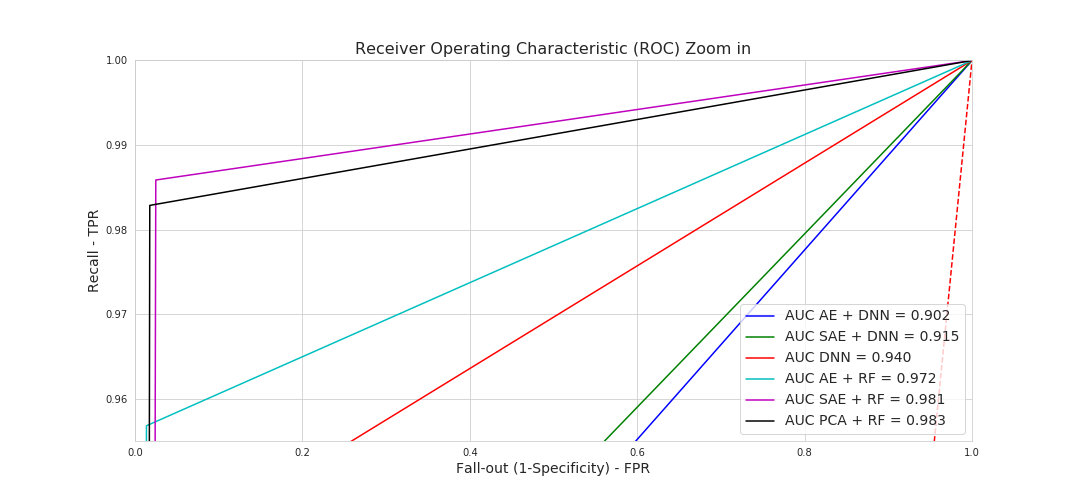 Receiver Operating Characteristic (ROC) Zoom in
1.00
0.99
0.98
0.97
0.96
Recall - TPR
AUC AE + DNN = 0.902
AUC SAE + DNN = 0.915
AUC DNN = 0.940
AUC AE + RF = 0.972
AUC SAE + RF = 0.981
AUC PCA + RF = 0.983
0.0 0.2 0.4 0.6 0.8 1.0
Fall-out (1-Specificity) - FPR